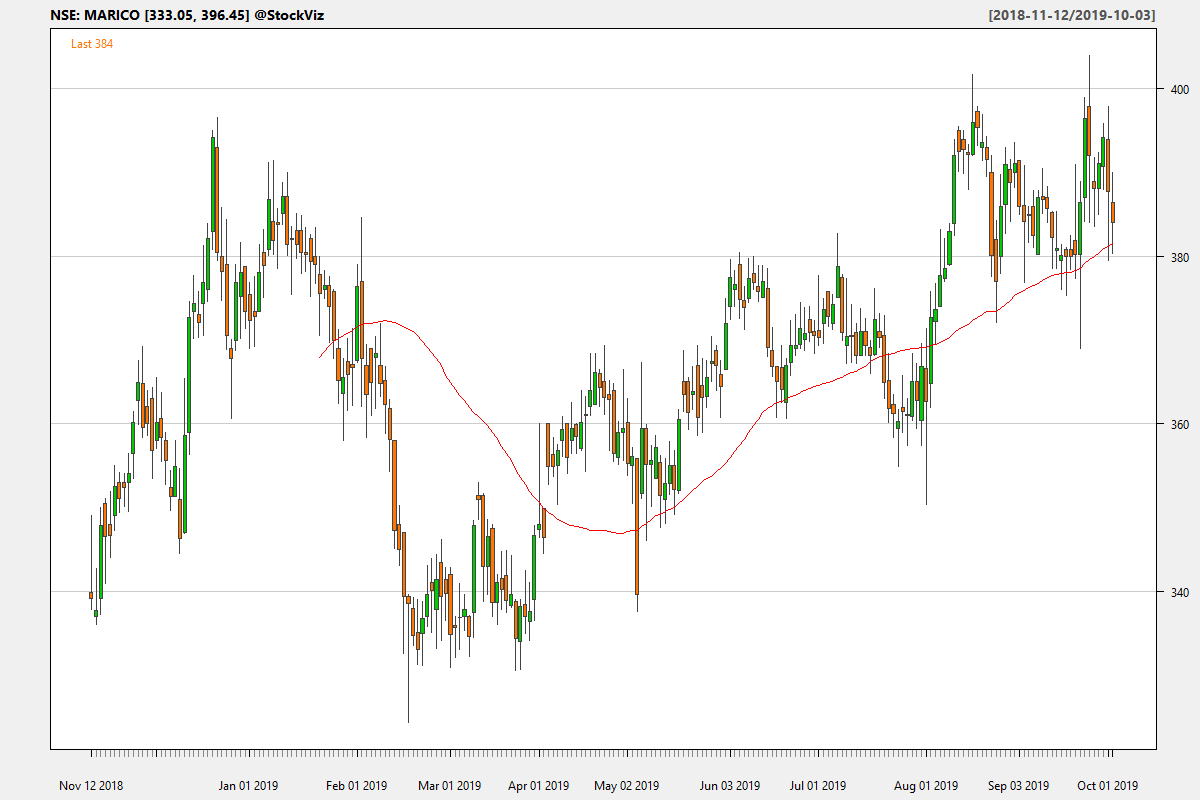 NSE: MARICO [333.05, 396.45] @StockViz [2018-11-12/2019-10-03]
Last 384
400
380
360
340
Nov 12 2018 Jan 01 2019 Feb 01 2019 Mar 01 2019 Apr 01 2019 May 02 2019 Jun 03 2019 Jul 01 2019 Aug 01 2019 Sep 03 2019 Oct 01 2019